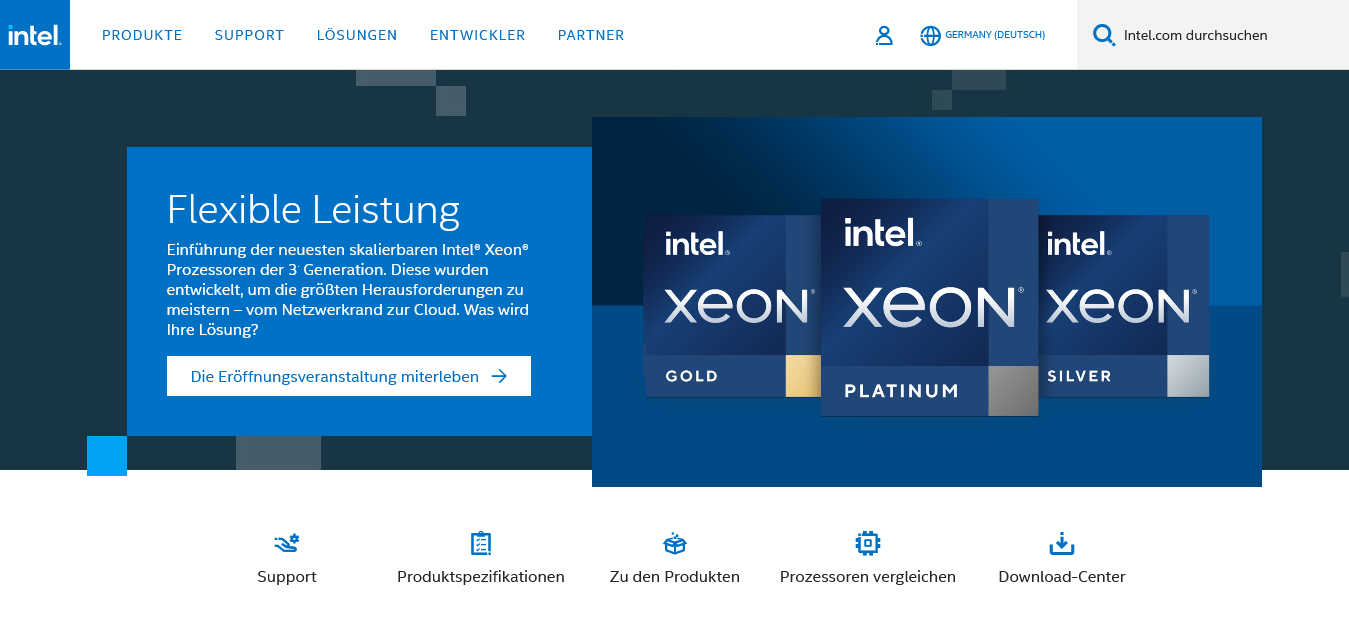 intel.
PRODUKTE SUPPORT LÖSUNGEN ENTWICKLER PARTNER GERMANY (DEUTSCH) Intel.com durchsuchen
Flexible Leistung
Einführung der neuesten skalierbaren Intel® Xeon®
Prozessoren der 3. Generation. Diese wurden
entwickelt, um die größten Herausforderungen zu
meistern – vom Netzwerkrand zur Cloud. Was wird
Ihre Lösung?
Die Eröffnungsveranstaltung miterleben
intel®
xeon®
GOLD
intel®
xeon®
PLATINUM
intel®
xeon®
SILVER
Support Produktspezifikationen Zu den Produkten Prozessoren vergleichen Download-Center